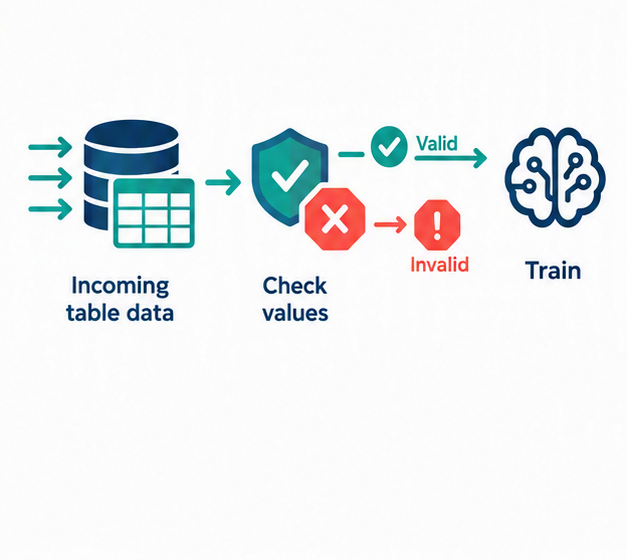 Valid
Invalid
Incoming
table data
Check
values
Train